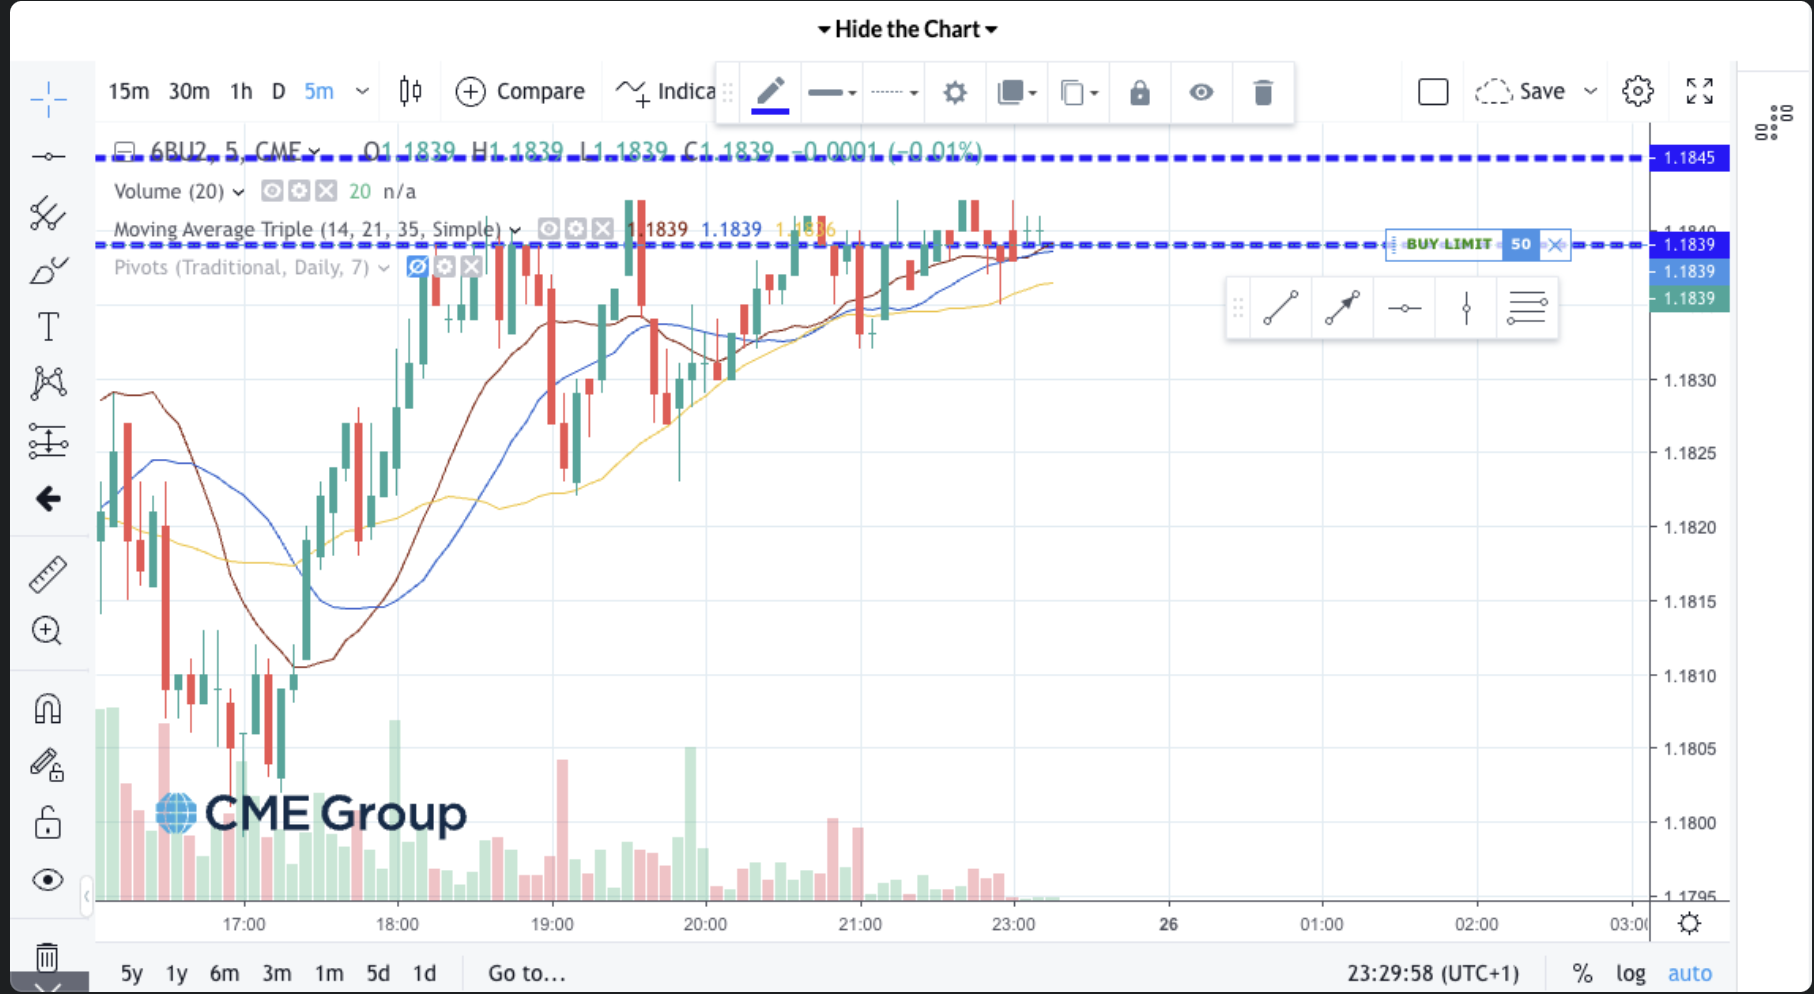 Hide the Chart
15m 30m 1h D 5m Compare Indica Save
6BU2, 5, CME O1.1839 H1.1839 L1.1839 C1.1839 −0.0001 (−0.01%)
1.1845
Volume (20) 20 n/a
Moving Average Triple (14, 21, 35, Simple) 1.1839 1.1839 1.1836
1.1840
BUY LIMIT 50
1.1839
Pivots (Traditional, Daily, 7)
1.1839
1.1839
1.1830
1.1825
1.1820
1.1815
1.1810
1.1805
CME Group
1.1800
1.1795
17:00 18:00 19:00 20:00 21:00 23:00 26 01:00 02:00 03:0
5y 1y 6m 3m 1m 5d 1d Go to... 23:29:58 (UTC+1) % log auto